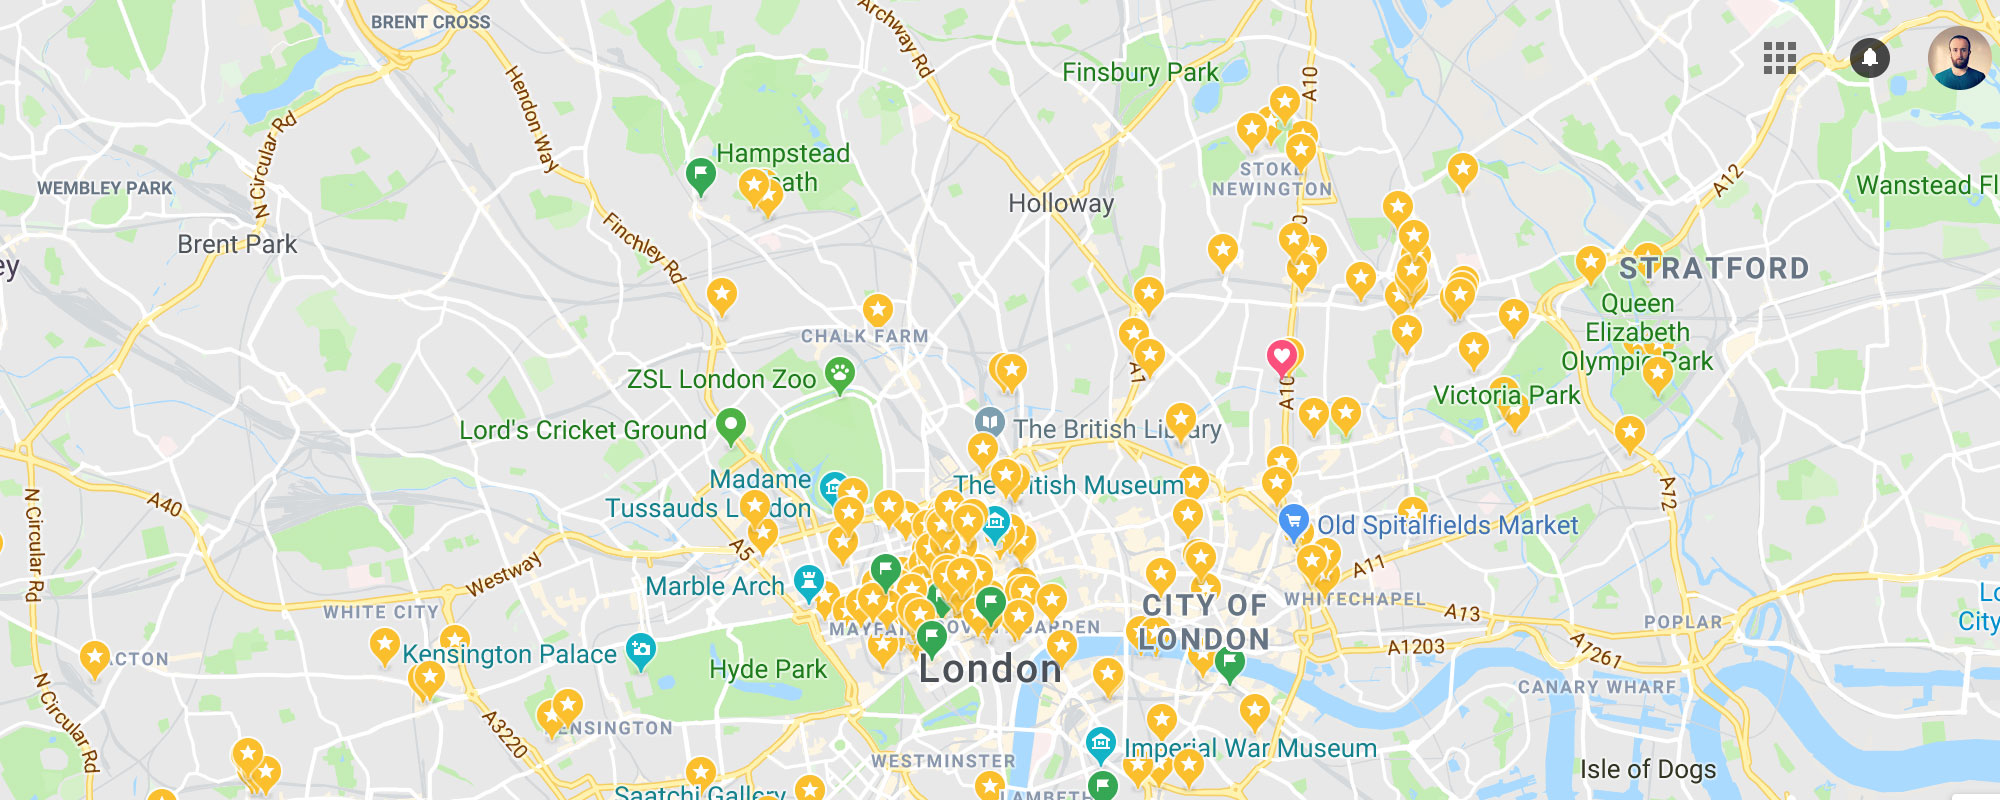 BRENT CROSS
Archway Rd
Finsbury Park
A10
Hendon Way
N Circular Rd
Hampstead
WEMBLEY PARK
STOKE
NEWINGTON
A12
Wanstead Fl
Holloway
Brent Park
Finchley Rd
STRATFORD
Queen
Elizabeth
Olympic Park
CHALK FARM
ZSL London Zoo
A1
A10
Victoria Park
Lord's Cricket Ground
The British Library
Madame
Tussauds London
The British Museum
A40
N Circular Rd
A12
Old Spitalfields Market
A5
A11
Westway
Marble Arch
WHITE CITY
CITY OF
LONDON
WHITECHAPEL
A13
POPLAR
MAYFAIR
COVENT GARDEN
A1203
A7261
ACTON
Kensington Palace
Hyde Park
London
N Circular Rd
A3220
KENSINGTON
CANARY WHARF
WESTMINSTER
Imperial War Museum
Isle of Dogs
Saatchi Gallery
LAMBETH